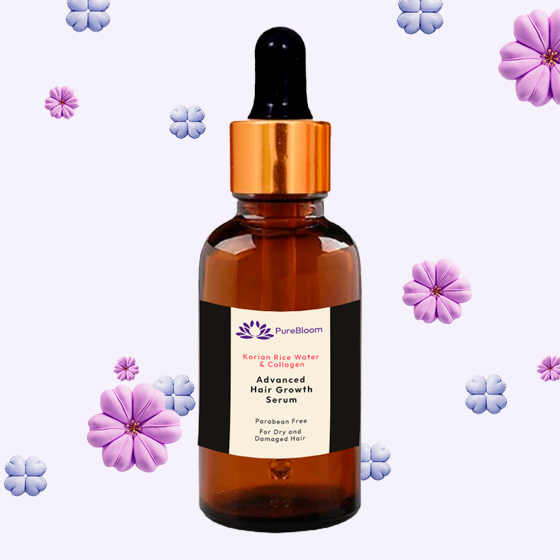 PureBloom
Korian Rice Water
& Collagen
Advanced
Hair Growth
Serum
Parabean Free
For Dry and
Damaged Hair